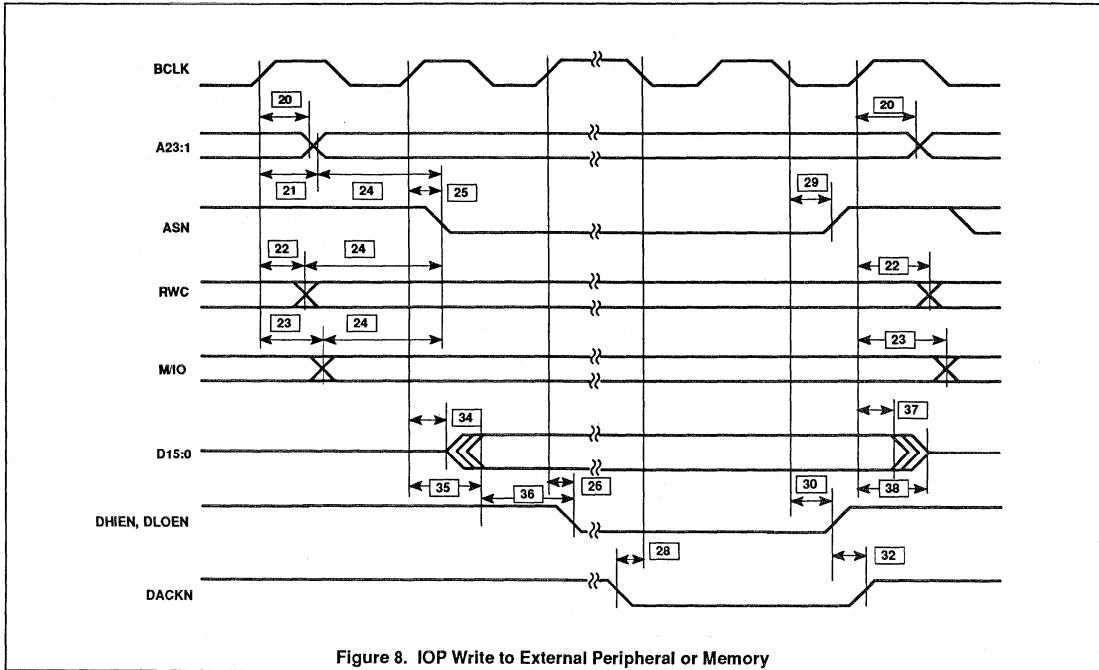 BCLK
20 20
A23:1
21 24 25 29
ASN
22 24 22
RWC
23 24 23
M/IO
34 37
D15:0
35 36 26 30 38
DHIEN, DLOEN
28 32
DACKN
Figure 8. IOP Write to External Peripheral or Memory